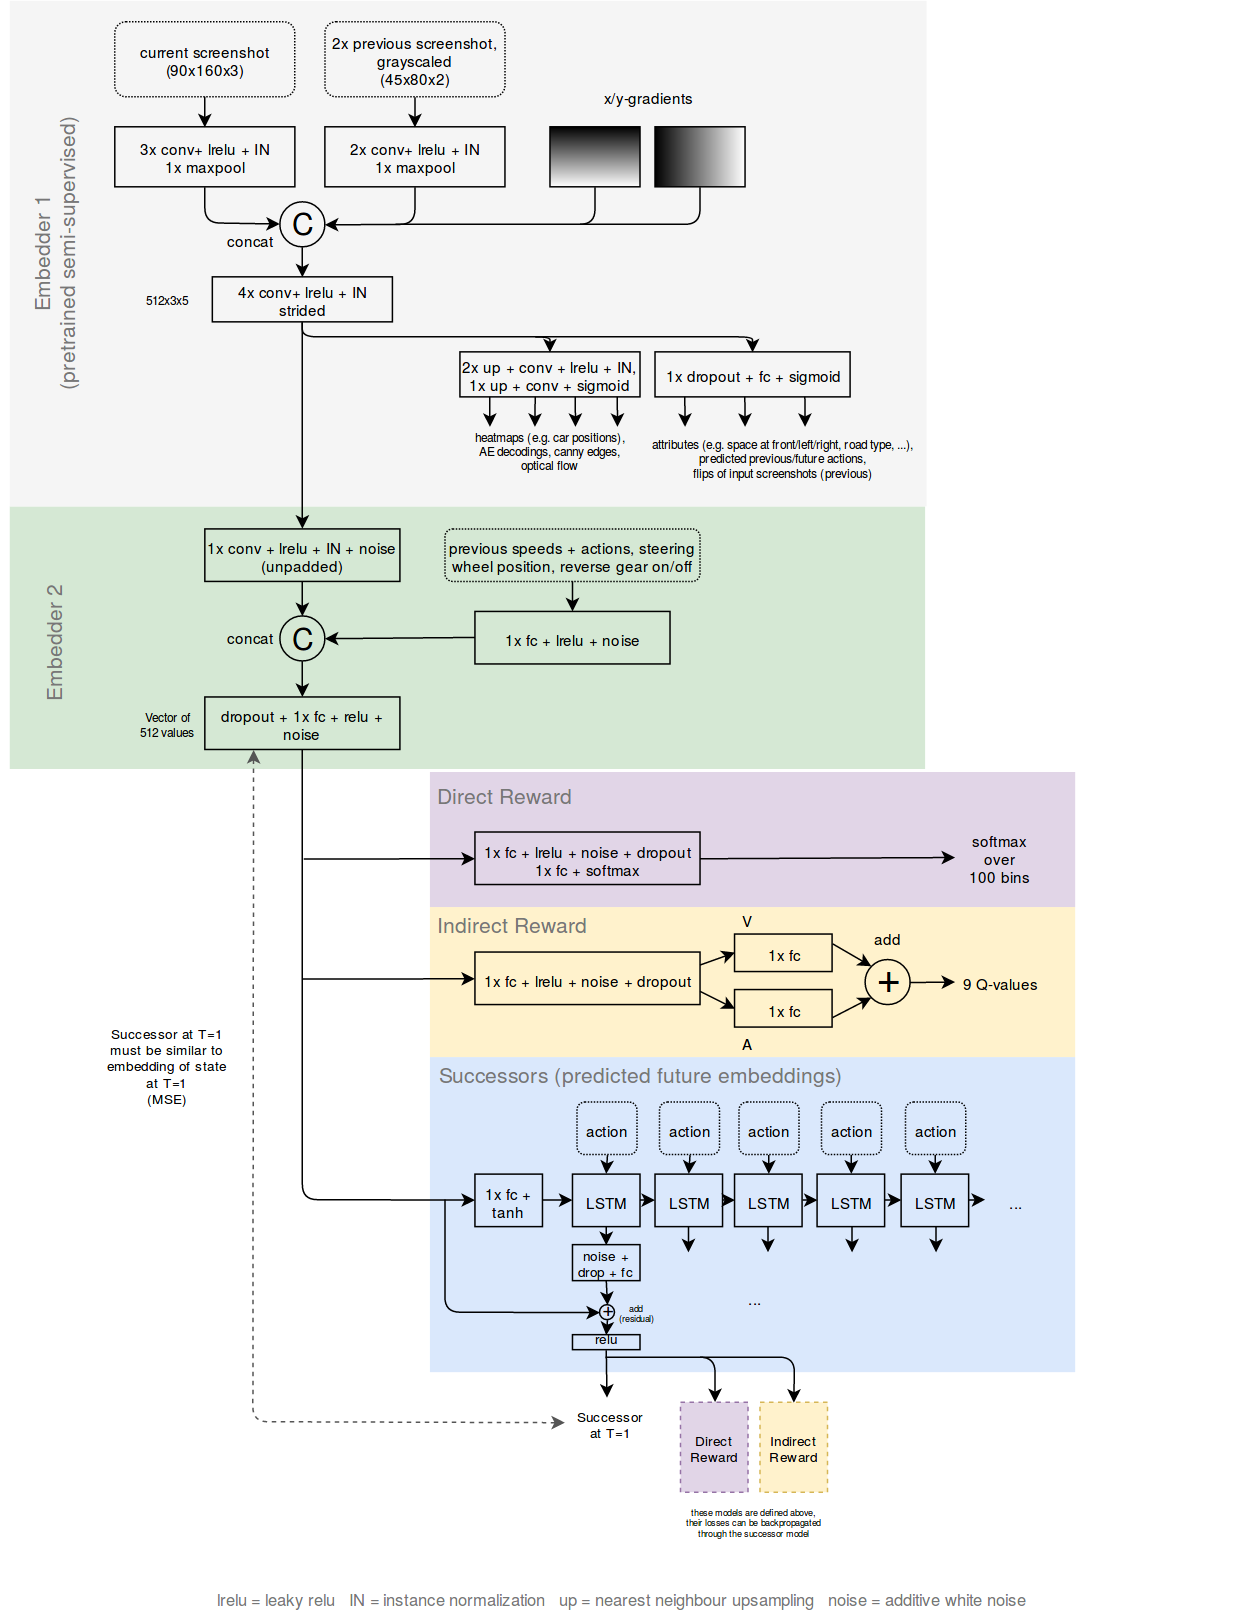 current screenshot
(90x160x3)
2x previous screenshot,
grayscaled
(45x80x2)
x/y-gradients
3x conv+ lrelu + IN
1x maxpool
2x conv+ lrelu + IN
1x maxpool
C
concat
Embedder 1
(pretrained semi-supervised)
512x3x5
4x conv+ lrelu + IN
strided
2x up + conv + lrelu + IN,
1x up + conv + sigmoid
1x dropout + fc + sigmoid
heatmaps (e.g. car positions),
AE decodings, canny edges,
optical flow
attributes (e.g. space at front/left/right, road type, ...),
predicted previous/future actions,
flips of input screenshots (previous)
Embedder 2
1x conv + lrelu + IN + noise
(unpadded)
previous speeds + actions, steering
wheel position, reverse gear on/off
concat
C
1x fc + lrelu + noise
Vector of
512 values
dropout + 1x fc + relu +
noise
Direct Reward
1x fc + lrelu + noise + dropout
1x fc + softmax
softmax
over
100 bins
Indirect Reward
1x fc + lrelu + noise + dropout
V
1x fc
1x fc
A
add
+
9 Q-values
Successor at T=1
must be similar to
embedding of state
at T=1
(MSE)
Successors (predicted future embeddings)
action
action
action
action
action
1x fc +
tanh
LSTM
LSTM
LSTM
LSTM
LSTM
...
noise +
drop + fc
...
+
add
(residual)
relu
Successor
at T=1
Direct
Reward
Indirect
Reward
these models are defined above,
their losses can be backpropagated
through the successor model
lrelu = leaky relu IN = instance normalization up = nearest neighbour upsampling noise = additive white noise